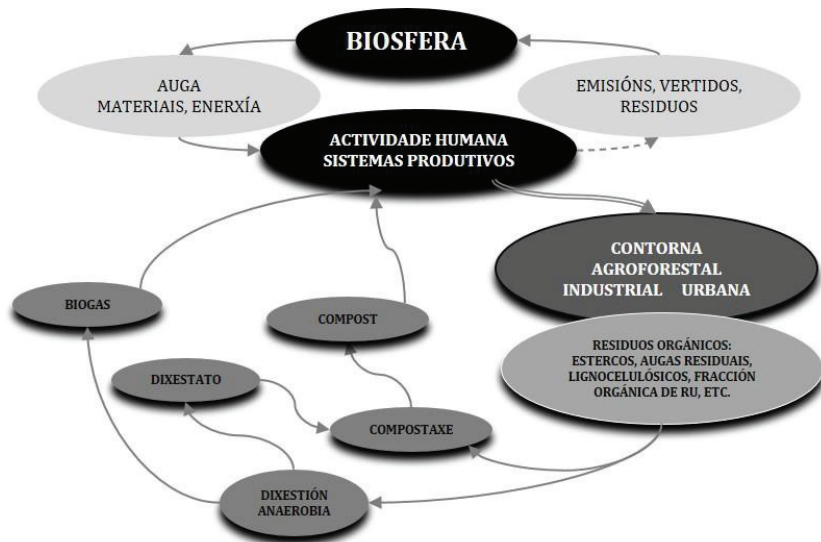 BIOSFERA
AUGA
MATERIAIS, ENERXÍA
EMISIÓNS, VERTIDOS,
RESIDUOS
ACTIVIDADE HUMANA
SISTEMAS PRODUTIVOS
CONTORNA
AGROFORESTAL
INDUSTRIAL URBANA
BIOGAS
COMPOST
RESIDUOS ORGÁNICOS:
ESTERCOS, AUGAS RESIDUAIS,
LIGNOCELULÓSICOS, FRACCIÓN
ORGÁNICA DE RU, ETC.
DIXESTATO
COMPOSTAXE
DIXESTIÓN
ANAEROBIA